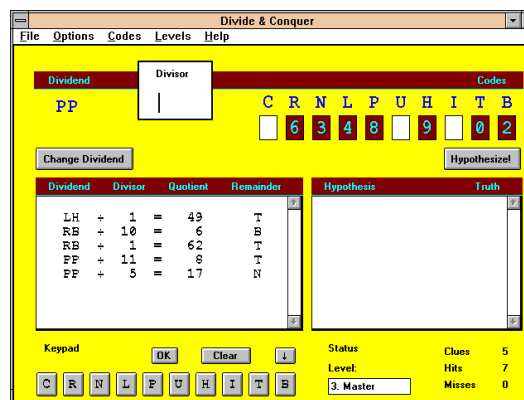 Divide & Conquer
File Options Codes Levels Help
Divisor
Dividend Codes
PP C R N L P U H I T B
6 3 4 8 9 0 2
Change Dividend Hypothesize!
Dividend Divisor Quotient Remainder Hypothesis Truth
LH ÷ 1 = 49 T
RB ÷ 10 = 6 B
RB ÷ 1 = 62 T
PP ÷ 11 = 8 T
PP ÷ 5 = 17 N
Keypad OK Clear ↓ Status Clues 5
Level: Hits 7
3. Master Misses 0
C R N L P U H I T B